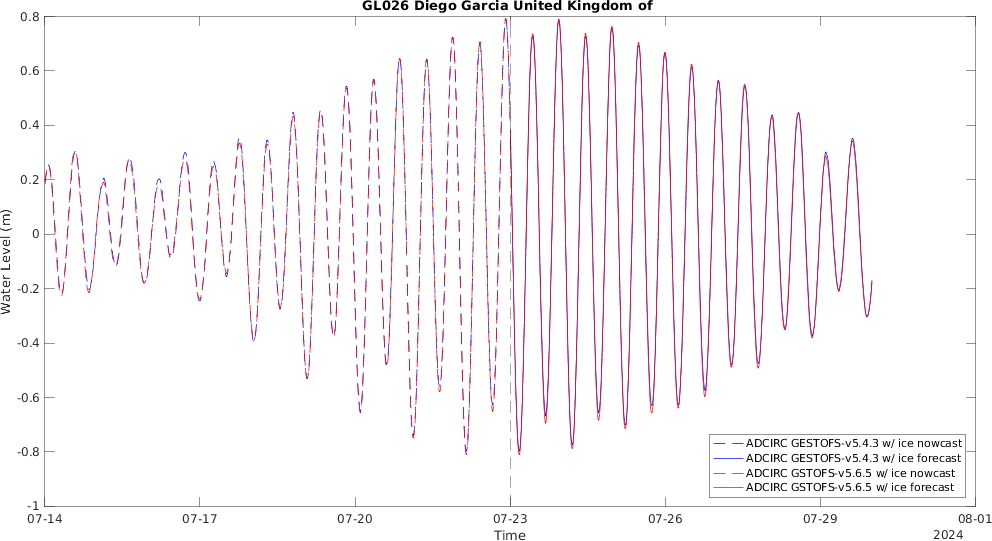 GL026 Diego Garcia United Kingdom of
0.8
0.6
0.4
0.2
0
-0.2
-0.4
-0.6
-0.8
-1
Water Level (m)
ADCIRC GESTOFS-v5.4.3 w/ ice nowcast
ADCIRC GESTOFS-v5.4.3 w/ ice forecast
ADCIRC GSTOFS-v5.6.5 w/ ice nowcast
ADCIRC GSTOFS-v5.6.5 w/ ice forecast
07-14 07-17 07-20 07-23 07-26 07-29 08-01
Time
2024